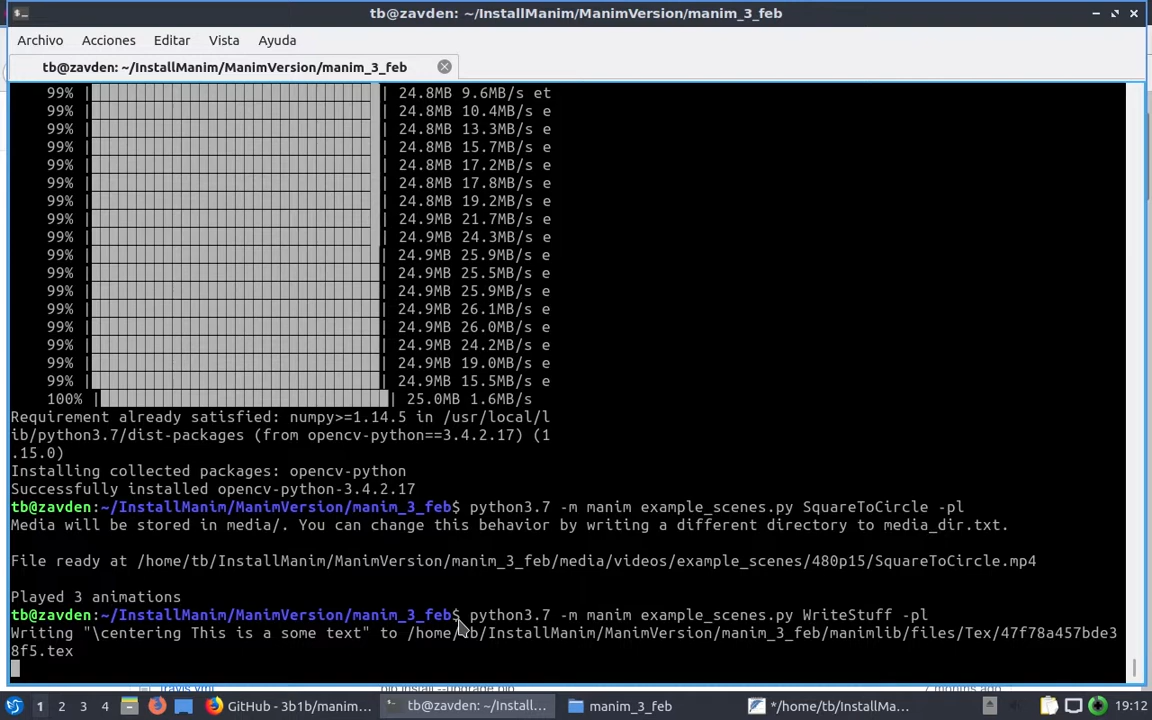 tb@zavden: ~/InstallManim/ManimVersion/manim_3_feb
Archivo Acciones Editar Vista Ayuda
tb@zavden: ~/InstallManim/ManimVersion/manim_3_feb
99% | | 24.8MB 9.6MB/s et
99% | | 24.8MB 10.4MB/s e
99% | | 24.8MB 13.3MB/s e
99% | | 24.8MB 15.7MB/s e
99% | | 24.8MB 17.2MB/s e
99% | | 24.8MB 17.8MB/s e
99% | | 24.8MB 19.2MB/s e
99% | | 24.9MB 21.7MB/s e
99% | | 24.9MB 24.3MB/s e
99% | | 24.9MB 25.9MB/s e
99% | | 24.9MB 25.5MB/s e
99% | | 24.9MB 25.9MB/s e
99% | | 24.9MB 26.1MB/s e
99% | | 24.9MB 26.0MB/s e
99% | | 24.9MB 24.2MB/s e
99% | | 24.9MB 19.0MB/s e
99% | | 24.9MB 15.5MB/s e
100% | | 25.0MB 1.6MB/s
Requirement already satisfied: numpy>=1.14.5 in /usr/local/l
ib/python3.7/dist-packages (from opencv-python==3.4.2.17) (1
.15.0)
Installing collected packages: opencv-python
Successfully installed opencv-python-3.4.2.17
tb@zavden:~/InstallManim/ManimVersion/manim_3_feb$ python3.7 -m manim example_scenes.py SquareToCircle -pl
Media will be stored in media/. You can change this behavior by writing a different directory to media_dir.txt.
File ready at /home/tb/InstallManim/ManimVersion/manim_3_feb/media/videos/example_scenes/480p15/SquareToCircle.mp4
Played 3 animations
tb@zavden:~/InstallManim/ManimVersion/manim_3_feb$ python3.7 -m manim example_scenes.py WriteStuff -pl
Writing "\centering This is a some text" to /home/tb/InstallManim/ManimVersion/manim_3_feb/manimlib/files/Tex/47f78a457bde3
8f5.tex
1 2 3 4 GitHub - 3b1b/manim... tb@zavden: ~/Install... manim_3_feb */home/tb/InstallMa... 19:12